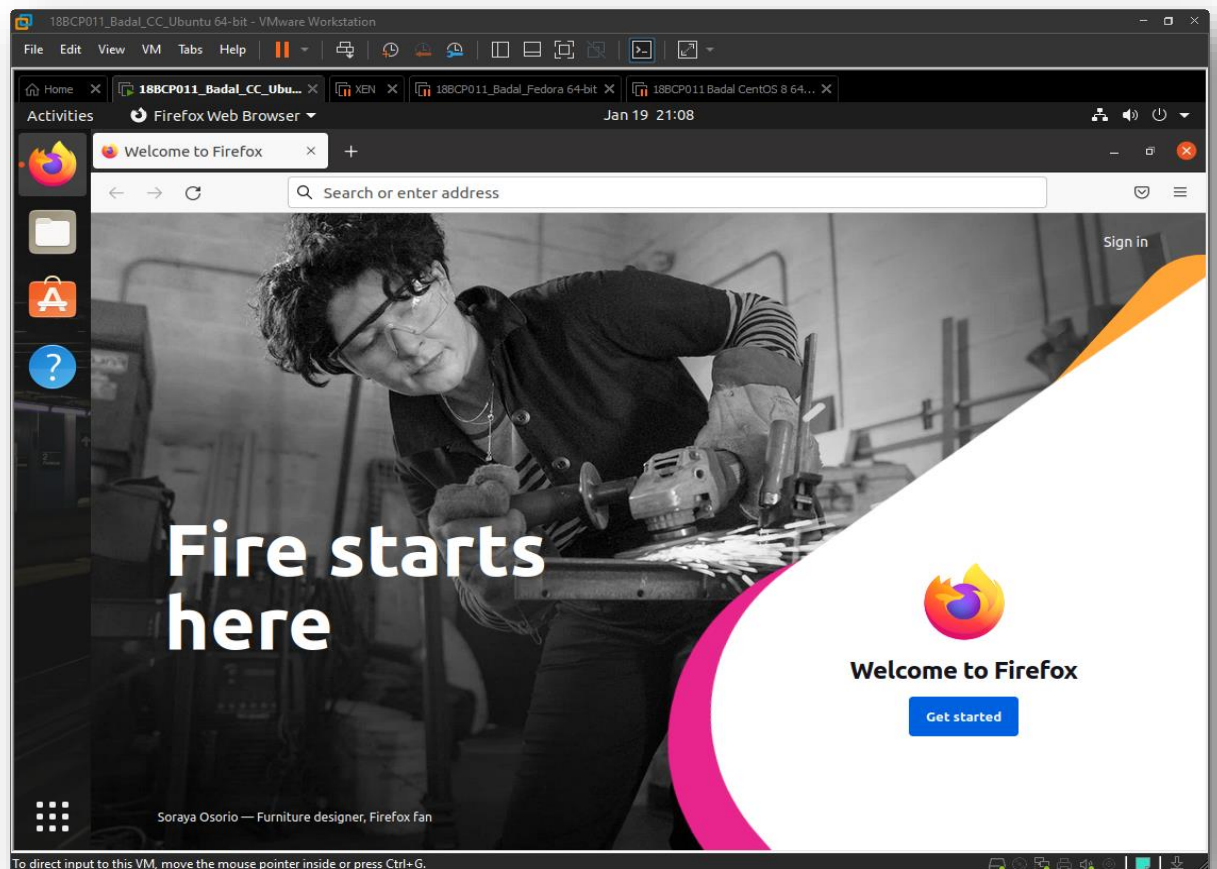 18BCP011_Badal_CC_Ubuntu 64-bit - VMware Workstation
File Edit View VM Tabs Help
Home 18BCP011_Badal_CC_Ubu... XEN 18BCP011_Badal_Fedora 64-bit 18BCP011 Badal CentOS 8 64...
Activities Firefox Web Browser Jan 19 21:08
Welcome to Firefox
Search or enter address
Sign in
Fire starts
here
Welcome to Firefox
Get started
Soraya Osorio — Furniture designer, Firefox fan
To direct input to this VM, move the mouse pointer inside or press Ctrl+G.